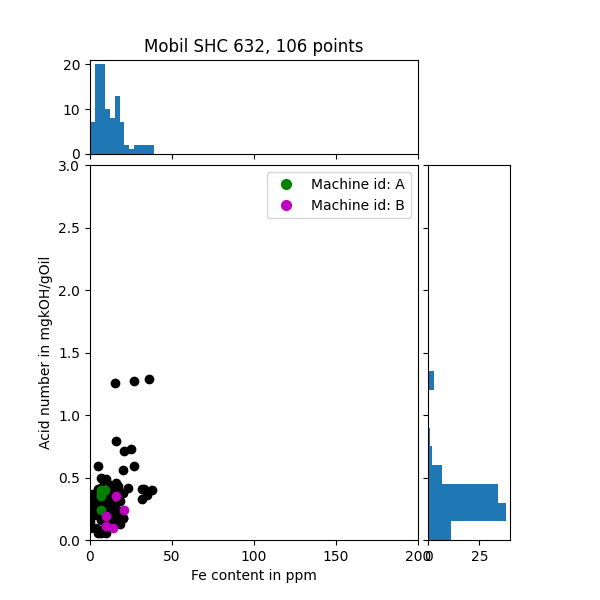 Mobil SHC 632, 106 points
20
10
0
3.0
2.5
2.0
1.5
1.0
0.5
0.0
Acid number in mgkOH/gOil
Machine id: A
Machine id: B
0 50 100 150 200
0 25
Fe content in ppm